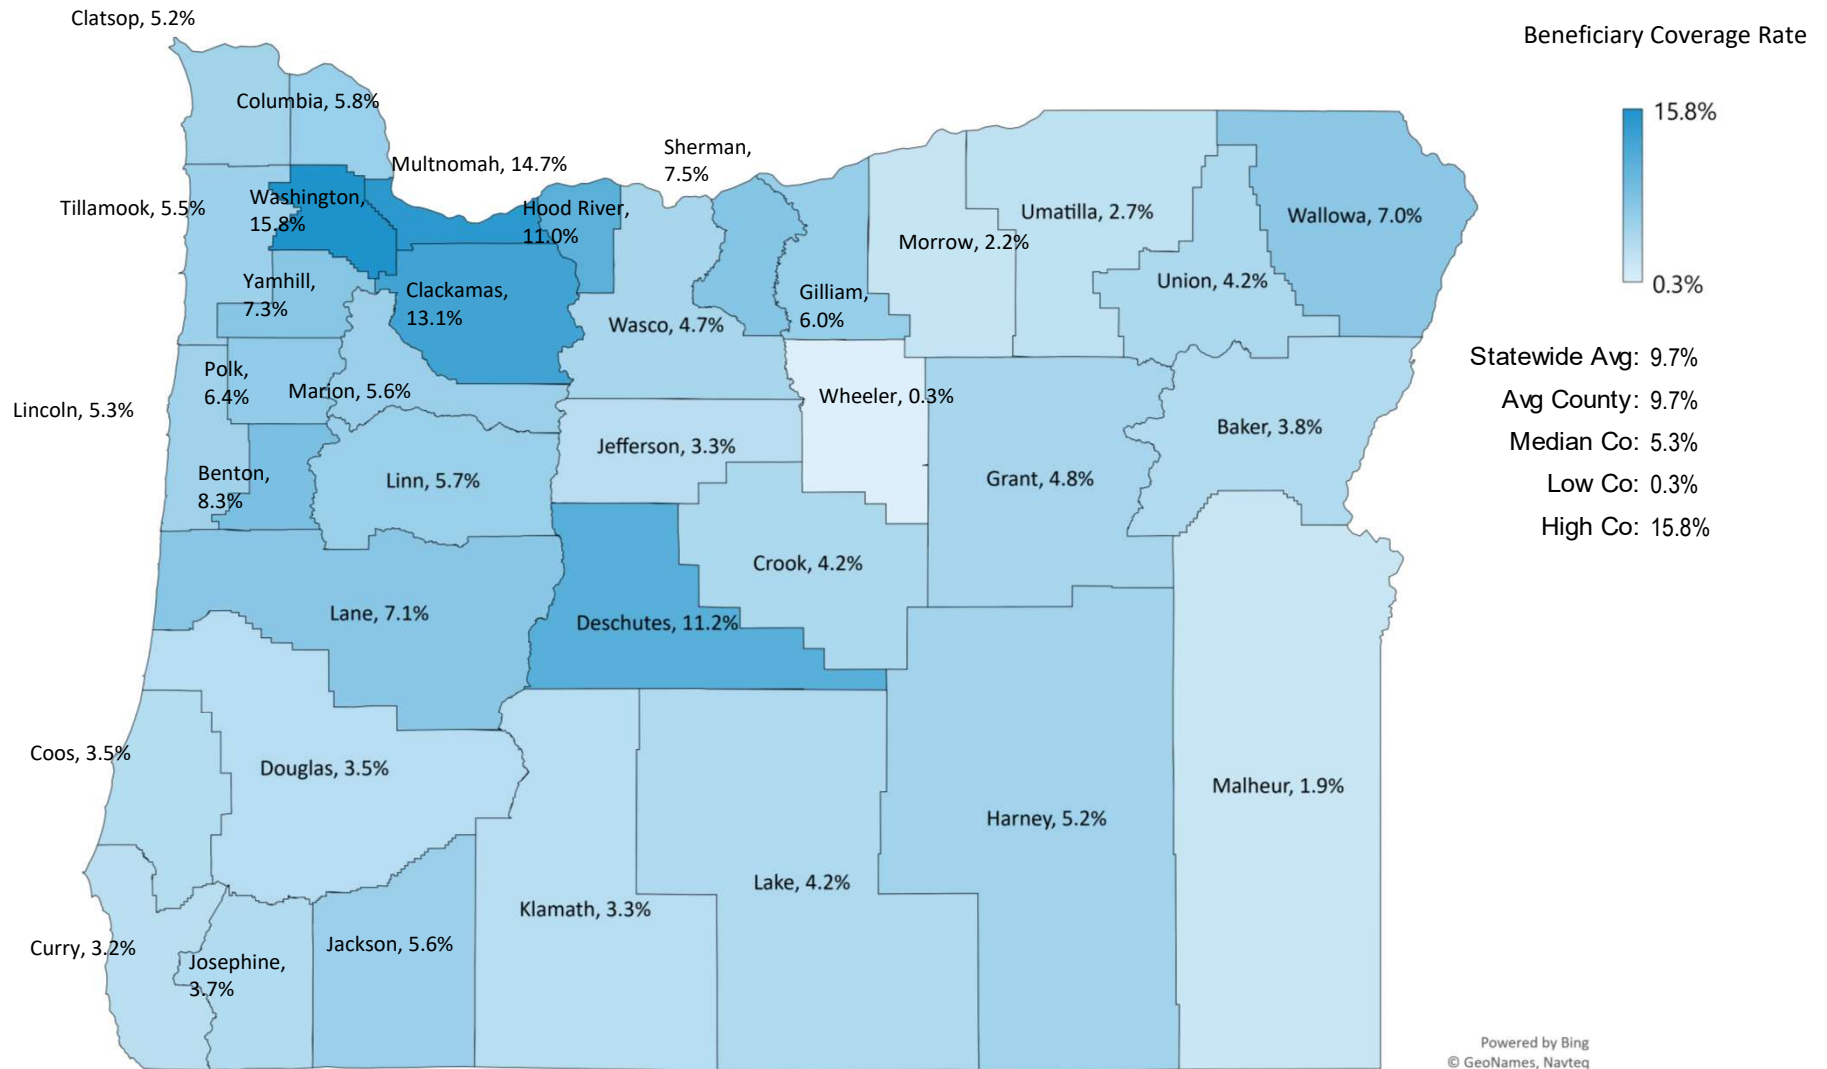 Clatsop, 5.2%
Beneficiary Coverage Rate
Columbia, 5.8%
15.8%
Multnomah, 14.7%
Sherman,
7.5%
Tillamook, 5.5%
Washington,
15.8%
Hood River,
11.0%
Umatilla, 2.7%
Wallowa, 7.0%
Morrow, 2.2%
Yamhill,
7.3%
Clackamas,
13.1%
Gilliam,
6.0%
Union, 4.2%
0.3%
Wasco, 4.7%
Statewide Avg: 9.7%
Polk,
6.4%
Marion, 5.6%
Wheeler, 0.3%
Avg County: 9.7%
Lincoln, 5.3%
Baker, 3.8%
Median Co: 5.3%
Jefferson, 3.3%
Benton,
8.3%
Linn, 5.7%
Grant, 4.8%
Low Co: 0.3%
High Co: 15.8%
Crook, 4.2%
Lane, 7.1%
Deschutes, 11.2%
Coos, 3.5%
Douglas, 3.5%
Malheur, 1.9%
Harney, 5.2%
Lake, 4.2%
Klamath, 3.3%
Curry, 3.2%
Josephine,
3.7%
Jackson, 5.6%
Powered by Bing
© GeoNames, Navteq